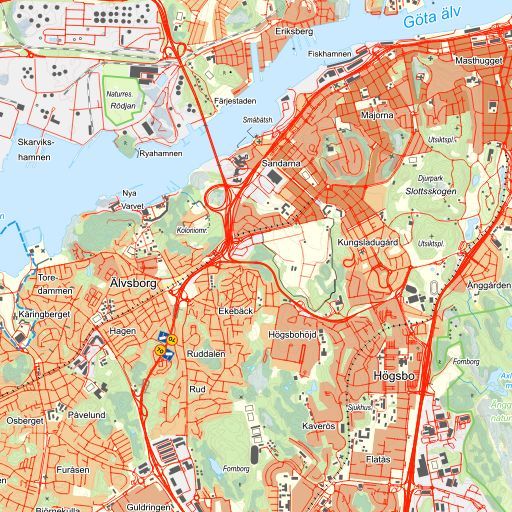 Göta älv
Eriksberg
Fiskhamnen
Masthugget
Naturres.
Rödjan
Färjestaden
Småbåtsh.
Majorna
Skarviks-
hamnen
Ryahamnen
Utsiktspl.
Sandarna
Djurpark
Slottsskogen
Nya
Varvet
Koloniomr.
Kungsladugård
Utsiktspl.
Tore-
dammen
Älvsborg
Änggården
Käringberget
Ekebäck
Hagen
Högsbohöjd
Ruddalen
Fornborg
Högsbo
Rud
Påvelund
Sjukhus.
Osberget
Kaverös
Flatås
Furåsen
Fornborg
Guldringen
Björnekulla